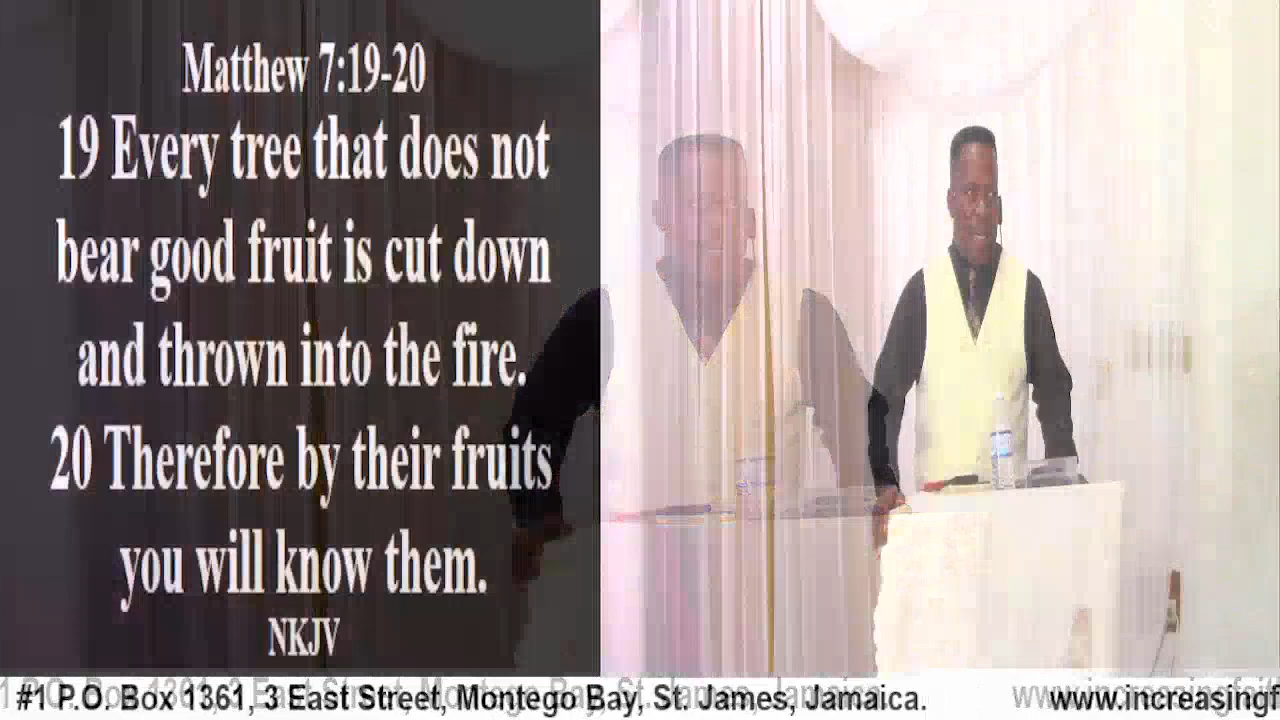 Matthew 7:19-20
19 Every tree that does not
bear good fruit is cut down
and thrown into the fire.
20 Therefore by their fruits
you will know them.
NKJV
#1 P.O. Box 1361, 3 East Street, Montego Bay, St. James, Jamaica. www.increasingf